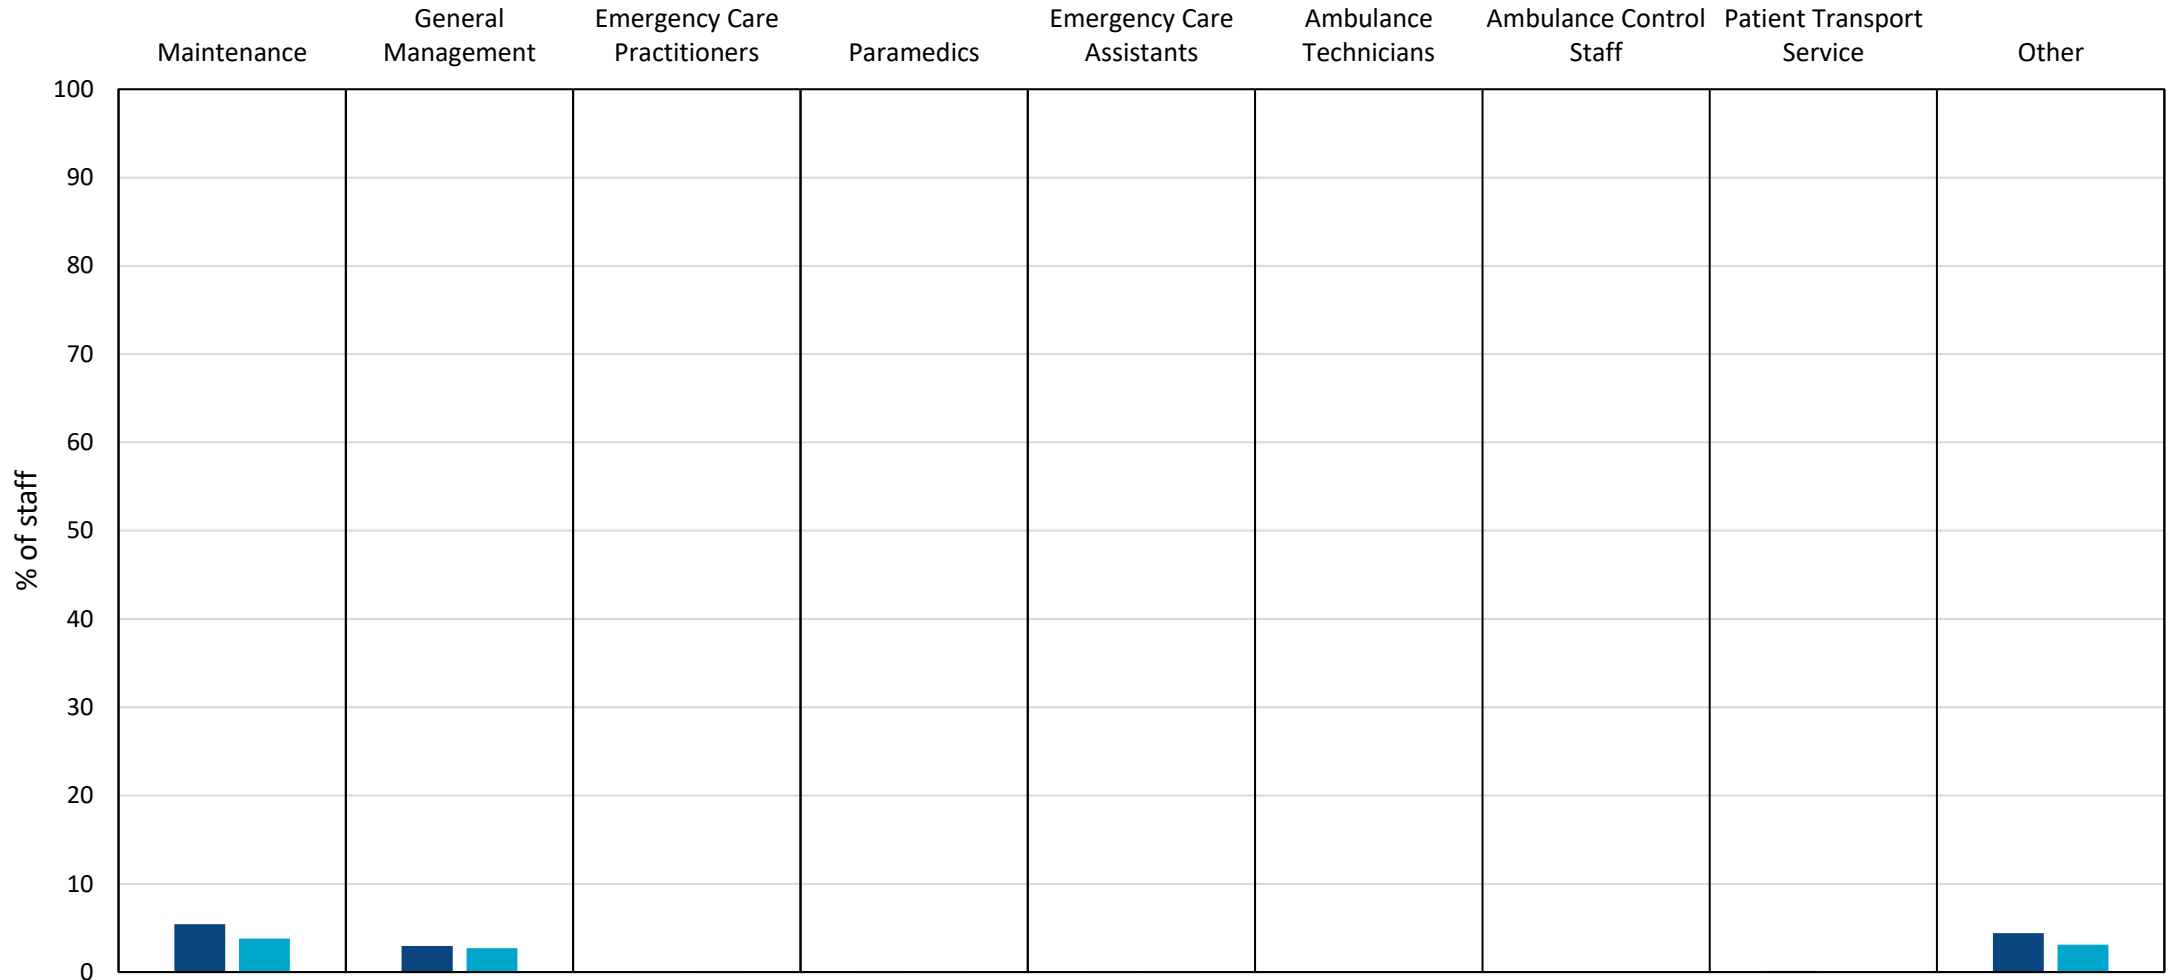 Maintenance
General
Management
Emergency Care
Practitioners
Paramedics
Emergency Care
Assistants
Ambulance
Technicians
Ambulance Control
Staff
Patient Transport
Service
Other
% of staff
100
90
80
70
60
50
40
30
20
10
0